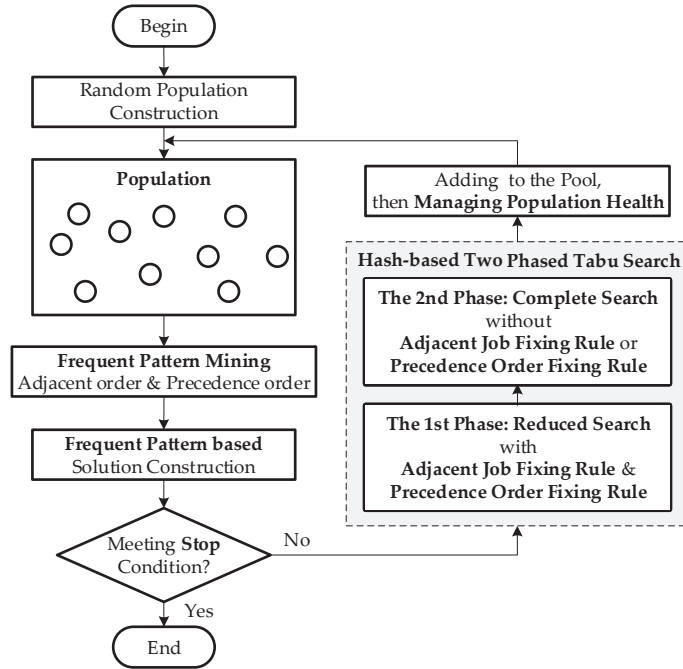 Begin
Random Population
Construction
Population
Frequent Pattern Mining
Adjacent order & Precedence order
Frequent Pattern based
Solution Construction
Meeting Stop
Condition?
No
Yes
End
Adding to the Pool,
then Managing Population Health
Hash-based Two Phased Tabu Search
The 2nd Phase: Complete Search
without
Adjacent Job Fixing Rule or
Precedence Order Fixing Rule
The 1st Phase: Reduced Search
with
Adjacent Job Fixing Rule &
Precedence Order Fixing Rule